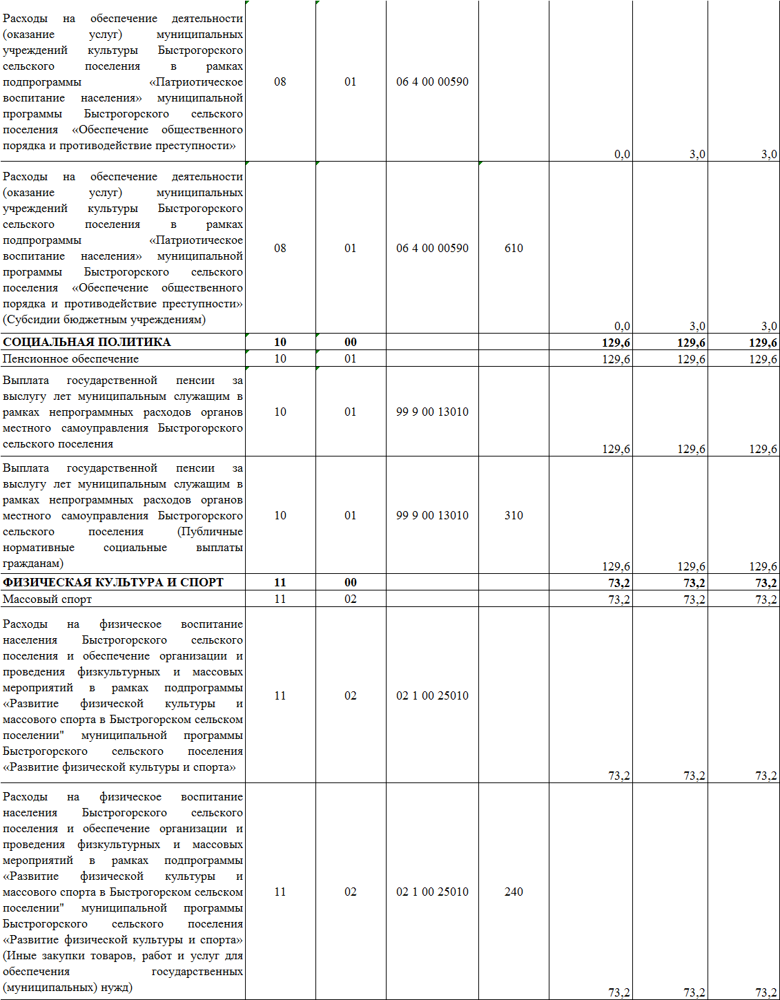 Расходы на обеспечение деятельности
(оказание услуг) муниципальных
учреждений культуры Быстрогорского
сельского поселения в рамках
подпрограммы «Патриотическое
воспитание населения» муниципальной
программы Быстрогорского сельского
поселения «Обеспечение общественного
порядка и противодействие преступности»
08 01 06 4 00 00590
0,0 3,0 3,0
Расходы на обеспечение деятельности
(оказание услуг) муниципальных
учреждений культуры Быстрогорского
сельского поселения в рамках
подпрограммы «Патриотическое
воспитание населения» муниципальной
программы Быстрогорского сельского
поселения «Обеспечение общественного
порядка и противодействие преступности»
(Субсидии бюджетным учреждениям)
08 01 06 4 00 00590 610
0,0 3,0 3,0
СОЦИАЛЬНАЯ ПОЛИТИКА 10 00 129,6 129,6 129,6
Пенсионное обеспечение 10 01 129,6 129,6 129,6
Выплата государственной пенсии за
выслугу лет муниципальным служащим в
рамках непрограммных расходов органов
местного самоуправления Быстрогорского
сельского поселения
10 01 99 9 00 13010
129,6 129,6 129,6
Выплата государственной пенсии за
выслугу лет муниципальным служащим в
рамках непрограммных расходов органов
местного самоуправления Быстрогорского
сельского поселения (Публичные
нормативные социальные выплаты
гражданам)
10 01 99 9 00 13010 310
129,6 129,6 129,6
ФИЗИЧЕСКАЯ КУЛЬТУРА И СПОРТ 11 00 73,2 73,2 73,2
Массовый спорт 11 02 73,2 73,2 73,2
Расходы на физическое воспитание
населения Быстрогорского сельского
поселения и обеспечение организации и
проведения физкультурных и массовых
мероприятий в рамках подпрограммы
«Развитие физической культуры и
массового спорта в Быстрогорском сельском
поселении" муниципальной программы
Быстрогорского сельского поселения
«Развитие физической культуры и спорта»
11 02 02 1 00 25010
73,2 73,2 73,2
Расходы на физическое воспитание
населения Быстрогорского сельского
поселения и обеспечение организации и
проведения физкультурных и массовых
мероприятий в рамках подпрограммы
«Развитие физической культуры и
массового спорта в Быстрогорском сельском
поселении" муниципальной программы
Быстрогорского сельского поселения
«Развитие физической культуры и спорта»
(Иные закупки товаров, работ и услуг для
обеспечения государственных
(муниципальных) нужд)
11 02 02 1 00 25010 240
73,2 73,2 73,2